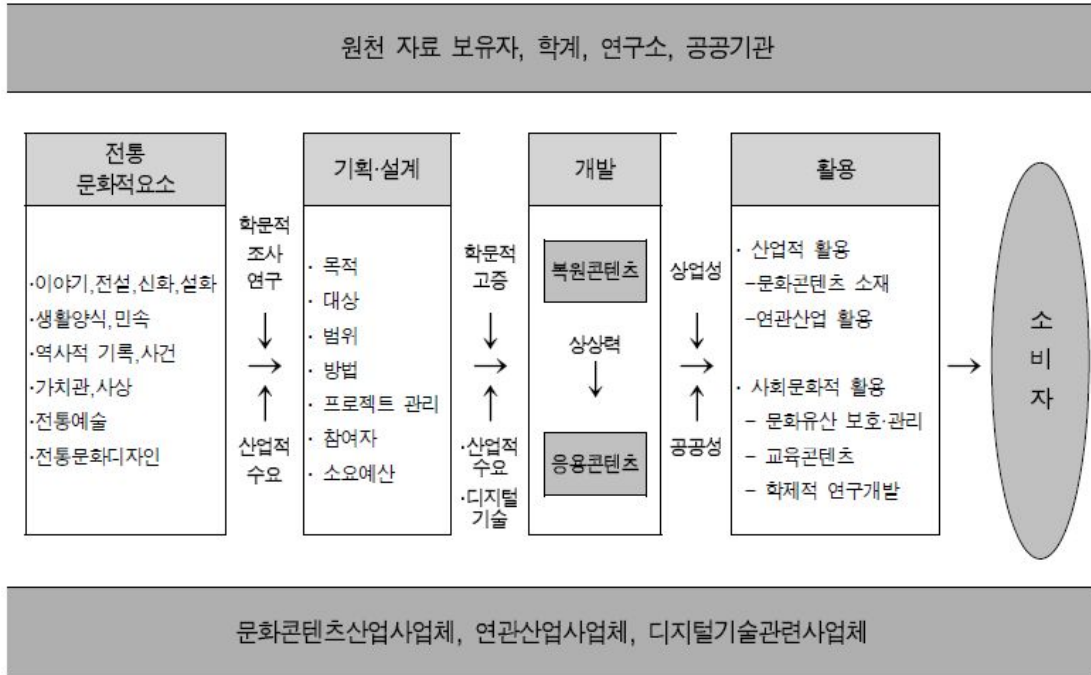 원천 자료 보유자, 학계, 연구소, 공공기관
전통
문화적요소
·이야기,전설,신화,설화
·생활양식,민속
·역사적 기록,사건
·가치관,사상
·전통예술
·전통문화디자인
학문적
조사
연구
산업적
수요
기획·설계
· 목적
· 대상
· 범위
· 방법
· 프로젝트 관리
· 참여자
· 소요예산
학문적
고증
·산업적
수요
·디지털
기술
개발
복원콘텐츠
상상력
응용콘텐츠
상업성
공공성
활용
· 산업적 활용
–문화콘텐츠 소재
–연관산업 활용
· 사회문화적 활용
– 문화유산 보호·관리
– 교육콘텐츠
– 학제적 연구개발
소
비
자
문화콘텐츠산업사업체, 연관산업사업체, 디지털기술관련사업체